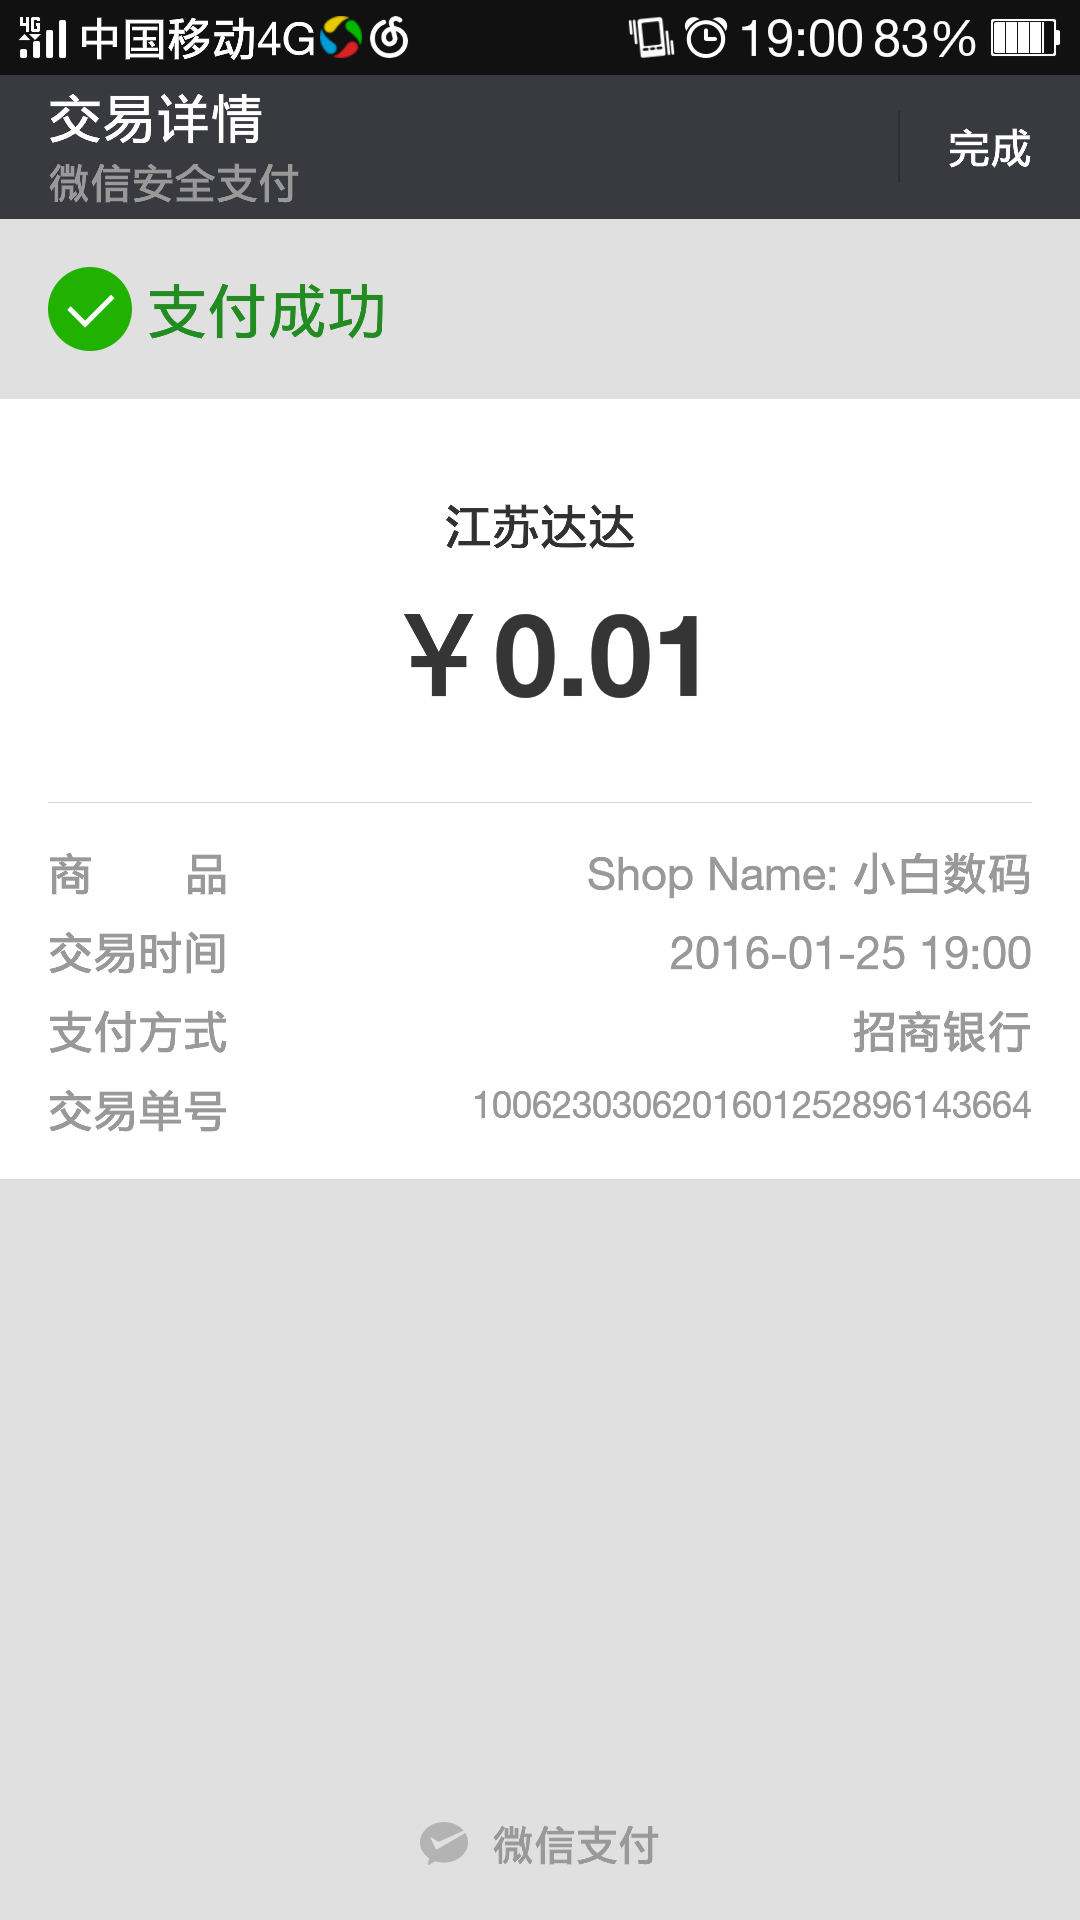 4G 中国移动4G 19:00 83%
交易详情
微信安全支付
完成
支付成功
江苏达达
￥0.01
商品 Shop Name: 小白数码
交易时间 2016-01-25 19:00
支付方式 招商银行
交易单号 1006230306201601252896143664
微信支付